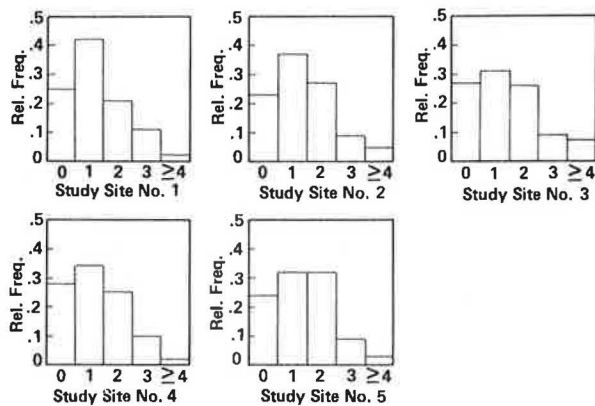 Rel. Freq.
.5
.4
.3
.2
.1
0
0 1 2 3 ≥4
Study Site No. 1
Rel. Freq.
.5
.4
.3
.2
.1
0
0 1 2 3 ≥4
Study Site No. 2
Rel. Freq.
.5
.4
.3
.2
.1
0
0 1 2 3 ≥4
Study Site No. 3
Rel. Freq.
.5
.4
.3
.2
.1
0
0 1 2 3 ≥4
Study Site No. 4
Rel. Freq.
.5
.4
.3
.2
.1
0
0 1 2 3 ≥4
Study Site No. 5